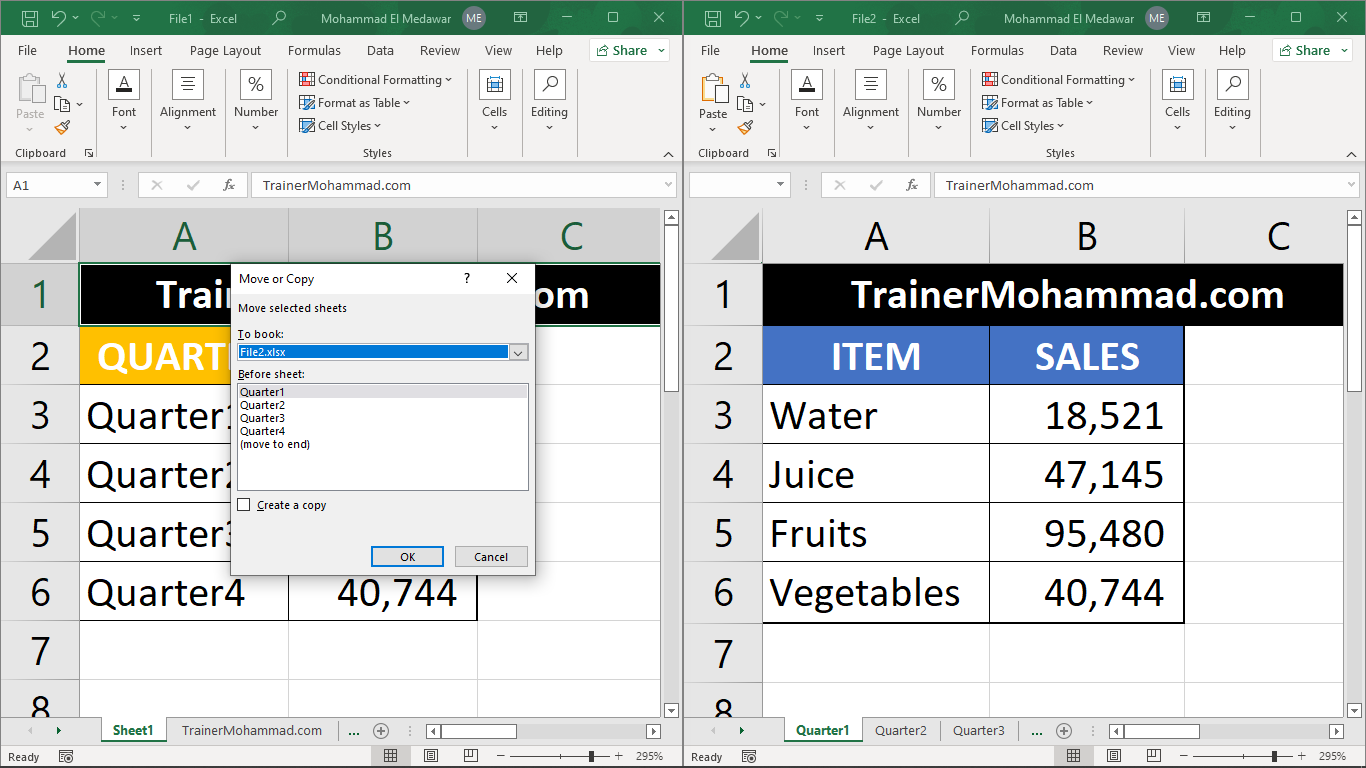 File1 - Excel
Mohammad El Medawar
ME
File Home Insert Page Layout Formulas Data Review View Help Share
Paste
Clipboard
Font
Alignment
%
Number
Conditional Formatting
Format as Table
Cell Styles
Styles
Cells
Editing
A1
fx
TrainerMohammad.com
A B C
1
2 QUART
3 Quarter1
4 Quarter2
5 Quarter3
6 Quarter4 40,744
7
8
Trai
om
Move or Copy
?
Move selected sheets
To book:
File2.xlsx
Before sheet:
Quarter1
Quarter2
Quarter3
Quarter4
(move to end)
Create a copy
OK Cancel
Sheet1 TrainerMohammad.com ...
Ready
295%
File2 - Excel
Mohammad El Medawar
ME
File Home Insert Page Layout Formulas Data Review View Help Share
Paste
Clipboard
Font
Alignment
%
Number
Conditional Formatting
Format as Table
Cell Styles
Styles
Cells
Editing
fx
TrainerMohammad.com
A B C
1 TrainerMohammad.com
2 ITEM SALES
3 Water 18,521
4 Juice 47,145
5 Fruits 95,480
6 Vegetables 40,744
7
8
Quarter1 Quarter2 Quarter3 ...
Ready
295%